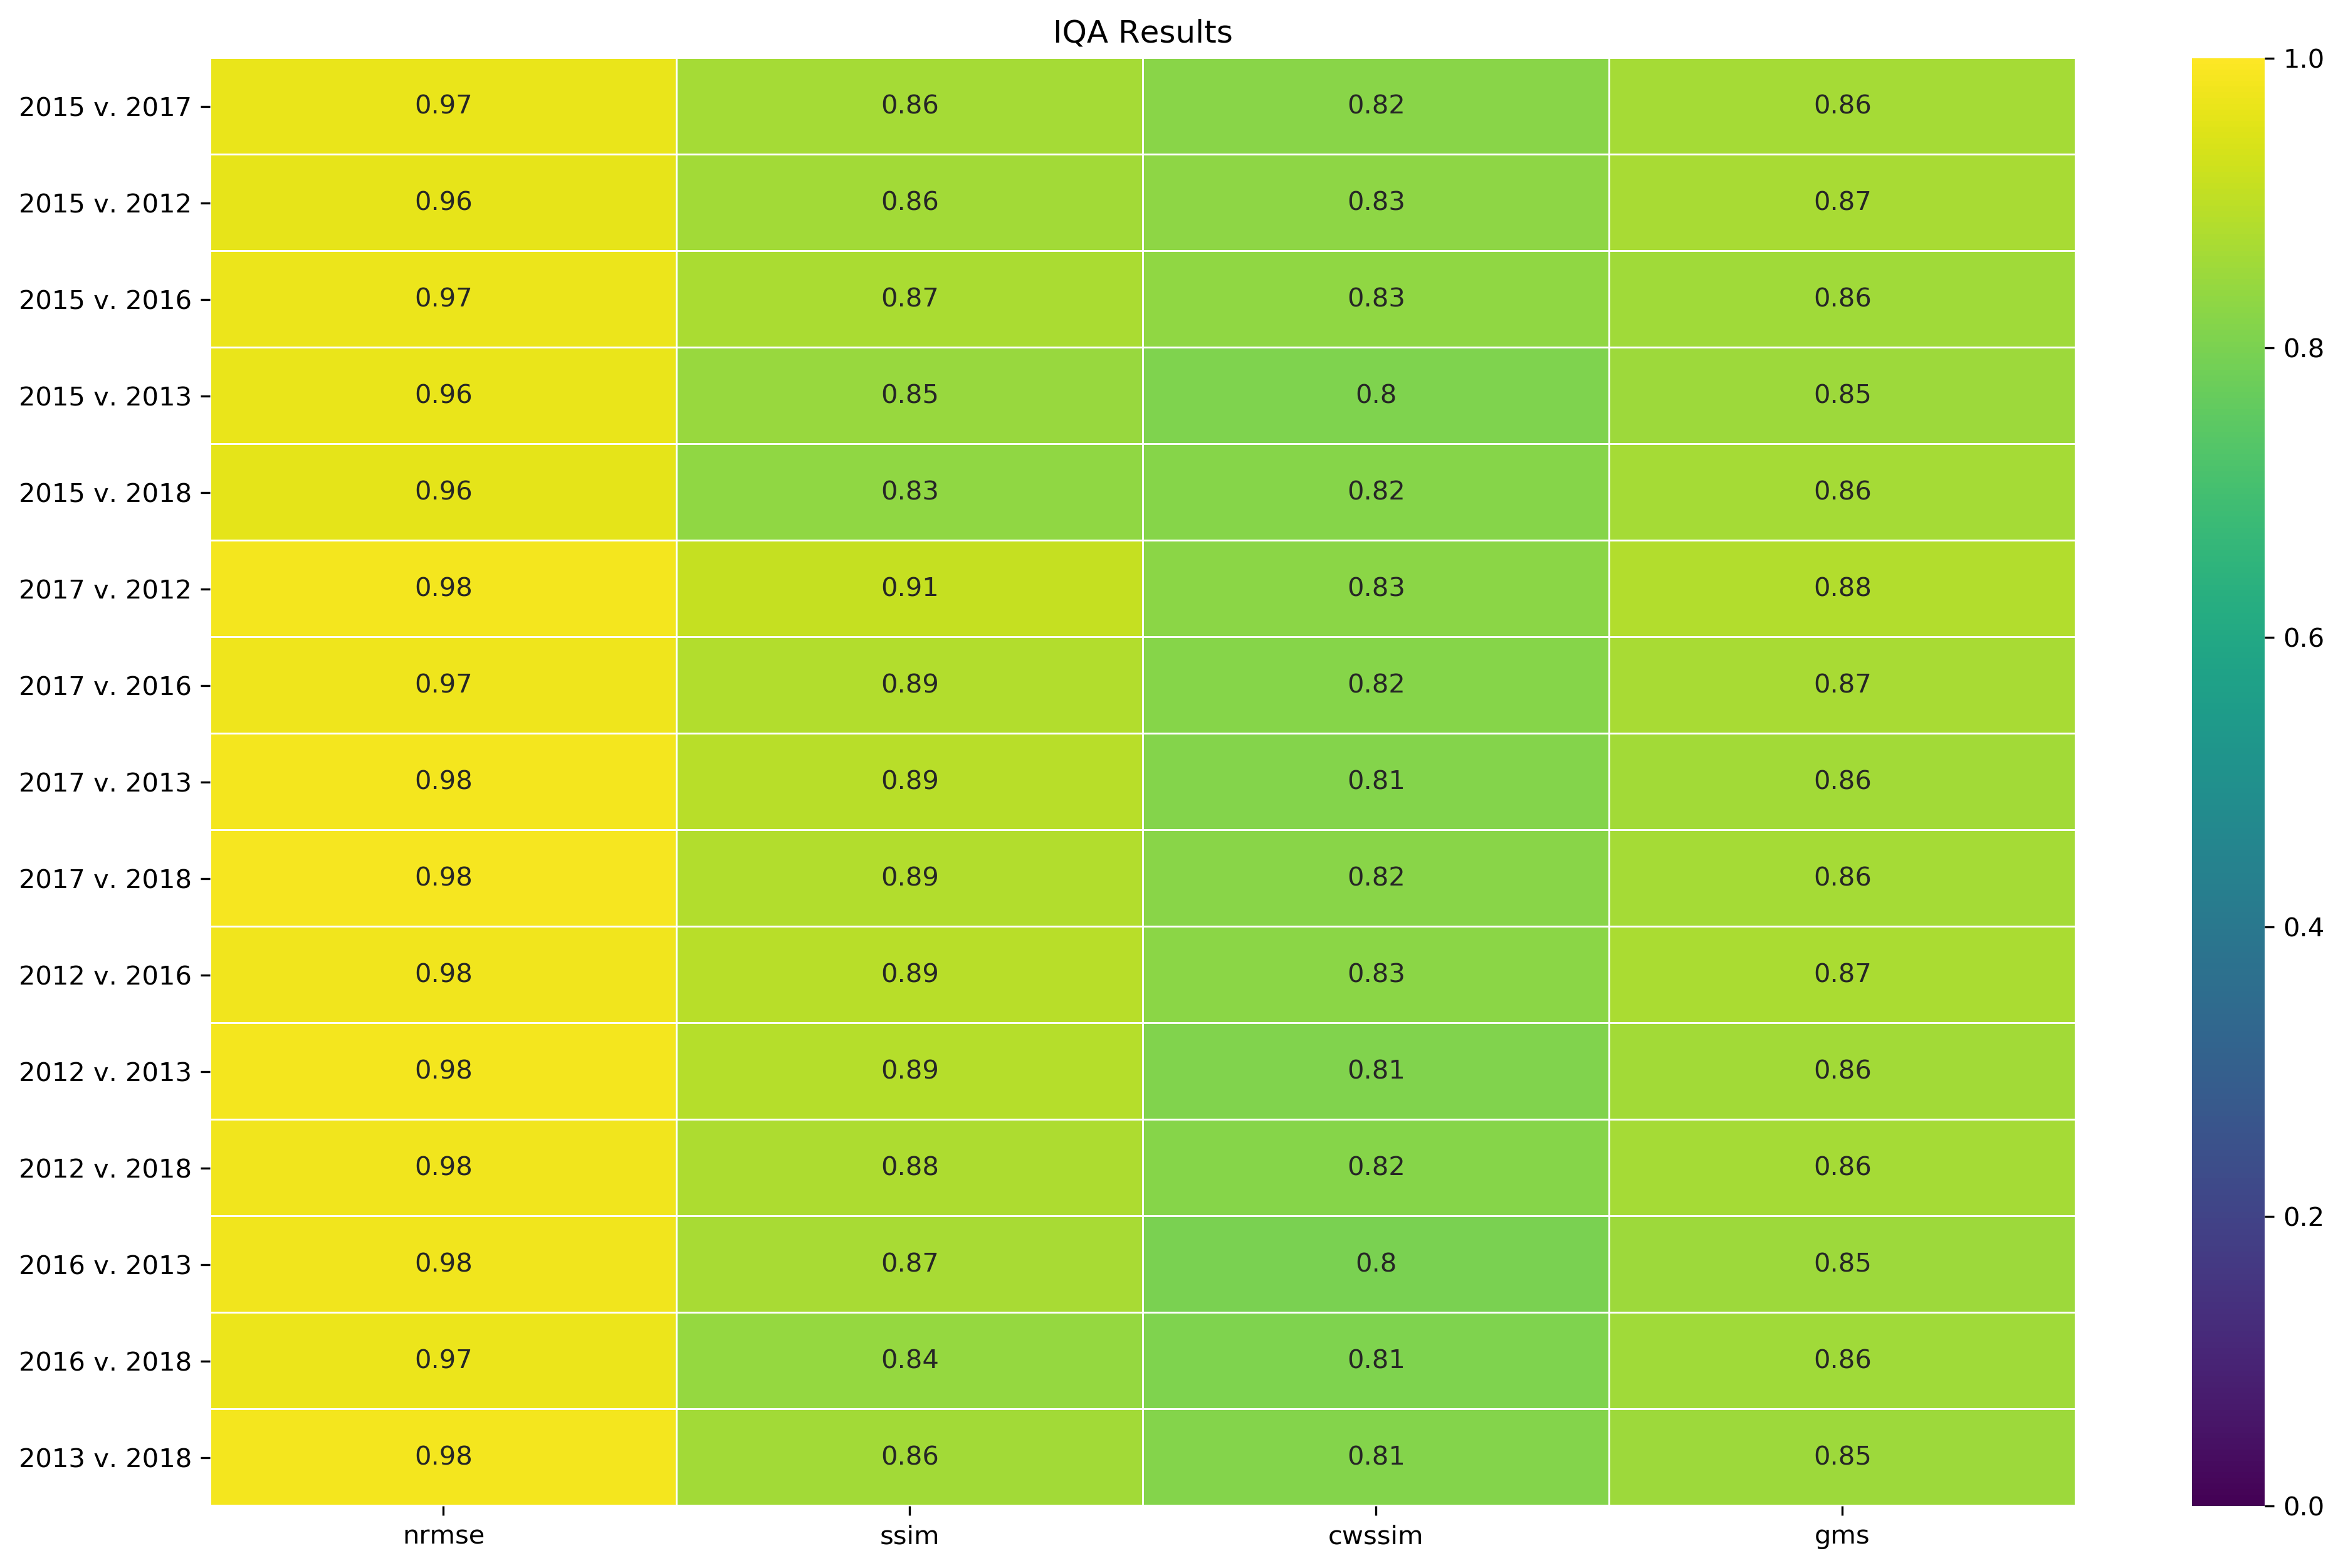 IQA Results
2015 v. 2017 0.97 0.86 0.82 0.86
2015 v. 2012 0.96 0.86 0.83 0.87
2015 v. 2016 0.97 0.87 0.83 0.86
2015 v. 2013 0.96 0.85 0.8 0.85
2015 v. 2018 0.96 0.83 0.82 0.86
2017 v. 2012 0.98 0.91 0.83 0.88
2017 v. 2016 0.97 0.89 0.82 0.87
2017 v. 2013 0.98 0.89 0.81 0.86
2017 v. 2018 0.98 0.89 0.82 0.86
2012 v. 2016 0.98 0.89 0.83 0.87
2012 v. 2013 0.98 0.89 0.81 0.86
2012 v. 2018 0.98 0.88 0.82 0.86
2016 v. 2013 0.98 0.87 0.8 0.85
2016 v. 2018 0.97 0.84 0.81 0.86
2013 v. 2018 0.98 0.86 0.81 0.85
nrmse ssim cwssim gms
1.0
0.8
0.6
0.4
0.2
0.0